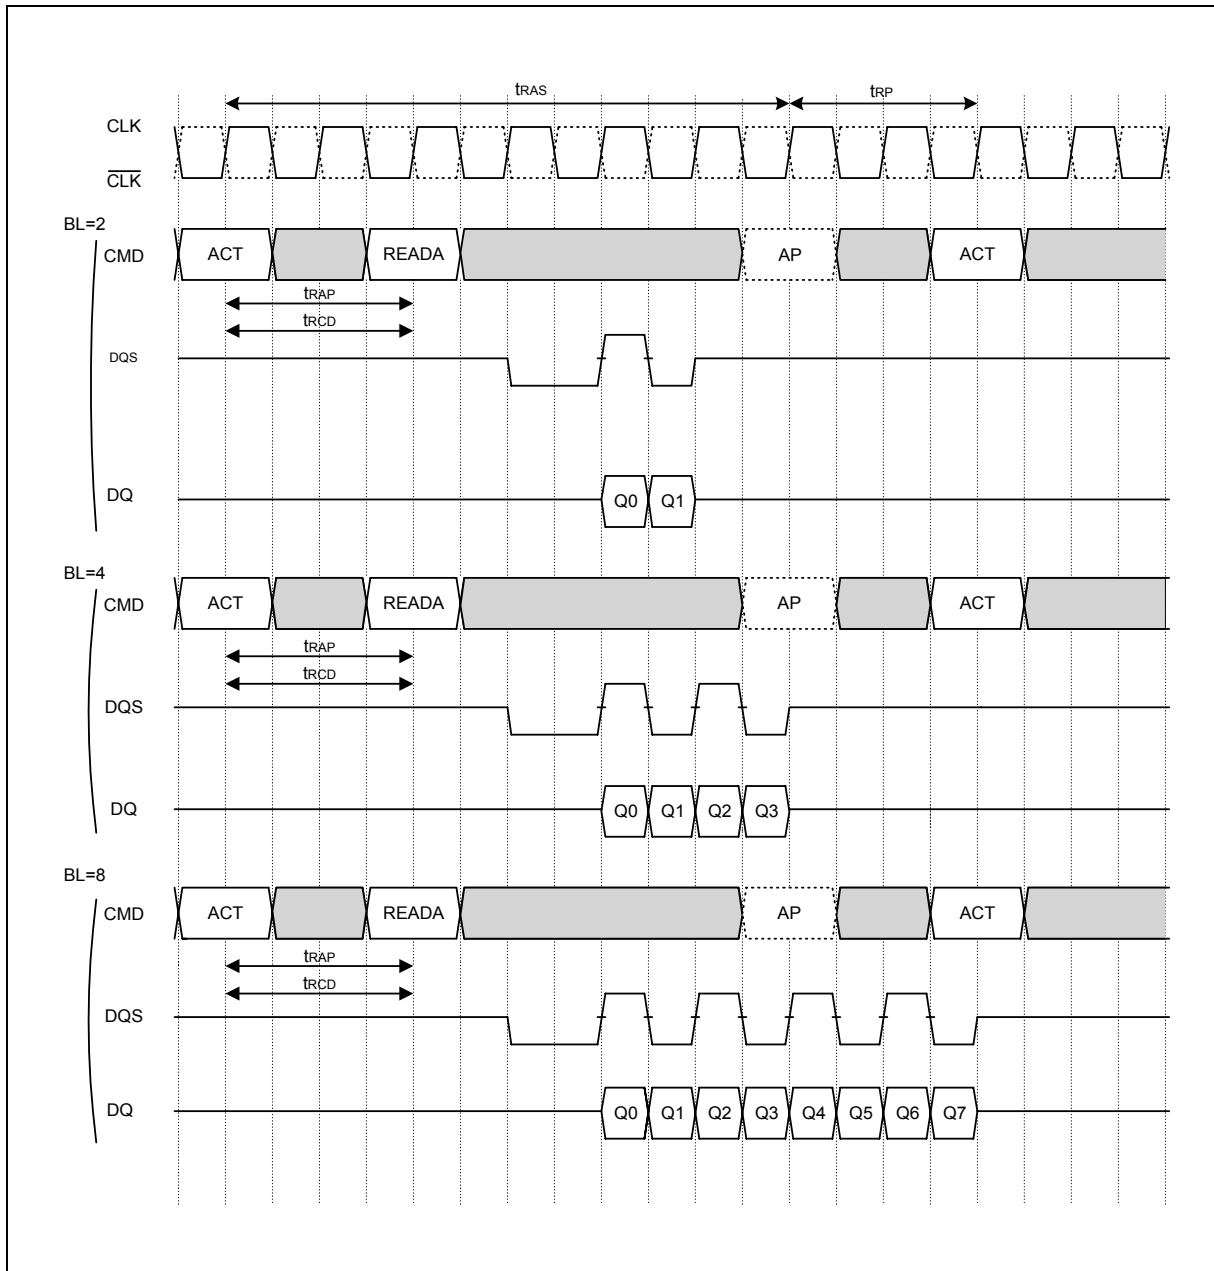 tRAS tRP
CLK
CLK
BL=2
CMD ACT READA AP ACT
tRAP
tRCD
DQS
DQ Q0 Q1
BL=4
CMD ACT READA AP ACT
tRAP
tRCD
DQS
DQ Q0 Q1 Q2 Q3
BL=8
CMD ACT READA AP ACT
tRAP
tRCD
DQS
DQ Q0 Q1 Q2 Q3 Q4 Q5 Q6 Q7